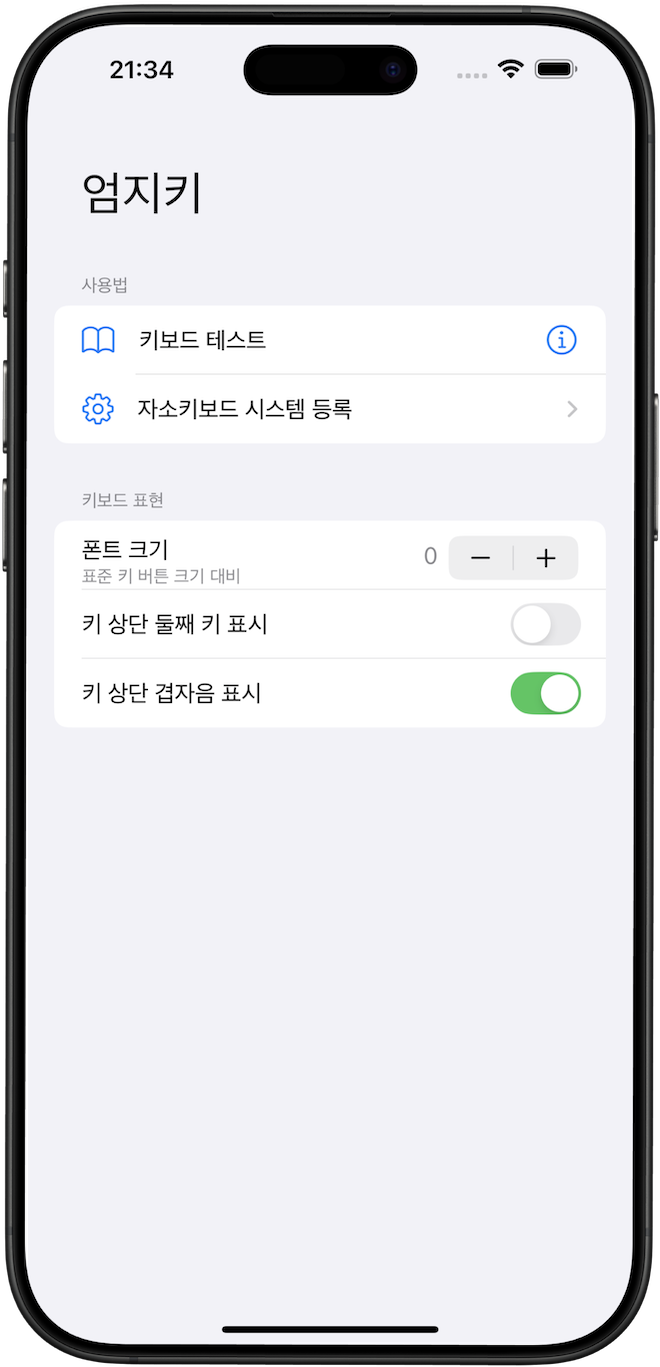 21:34
엄지키
사용법
키보드 테스트
자소키보드 시스템 등록
키보드 표현
폰트 크기
0
표준 키 버튼 크기 대비
키 상단 둘째 키 표시
키 상단 겹자음 표시